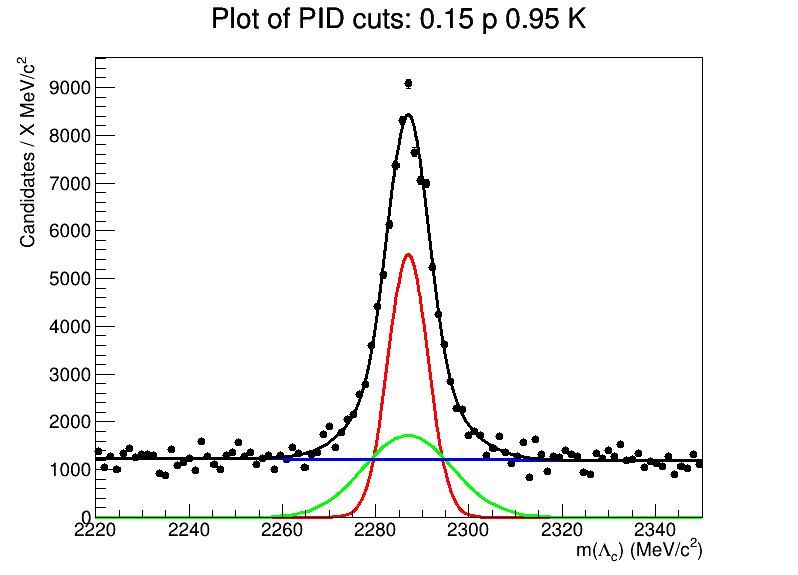 Plot of PID cuts: 0.15 p 0.95 K
Candidates / X MeV/c²
9000
8000
7000
6000
5000
4000
3000
2000
1000
0
2220 2240 2260 2280 2300 2320 2340
m(Λc) (MeV/c²)